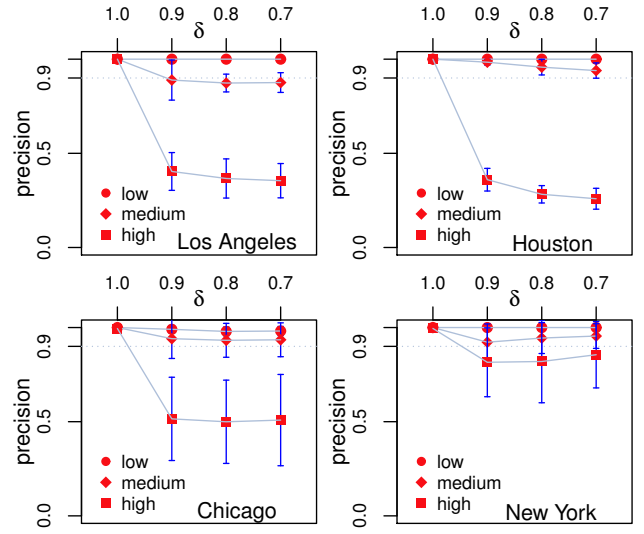 1.0 0.9 0.8 0.7
δ
precision
0.9
0.5
0.0
low
medium
high
Los Angeles
1.0 0.9 0.8 0.7
δ
precision
0.9
0.5
0.0
low
medium
high
Houston
1.0 0.9 0.8 0.7
δ
precision
0.9
0.5
0.0
low
medium
high
Chicago
1.0 0.9 0.8 0.7
δ
precision
0.9
0.5
0.0
low
medium
high
New York